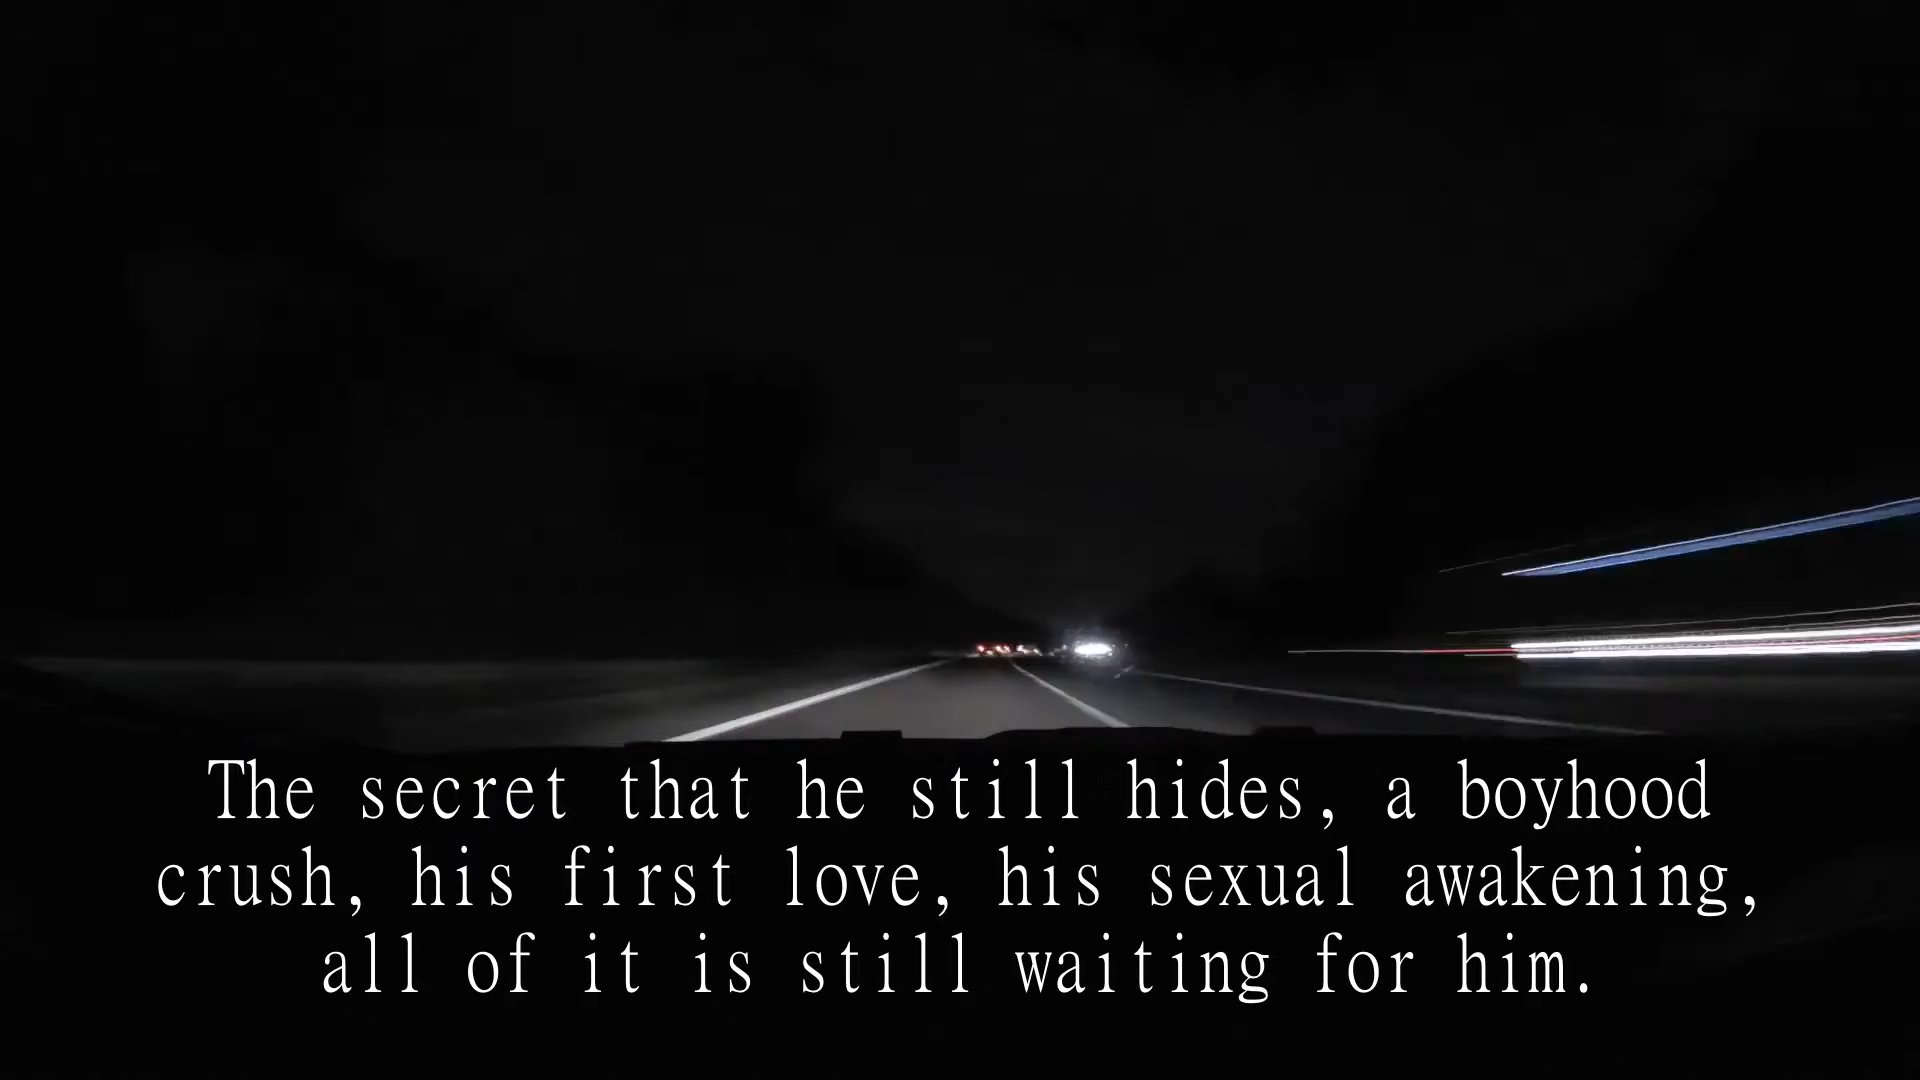 The secret that he still hides, a boyhood
crush, his first love, his sexual awakening,
all of it is still waiting for him.